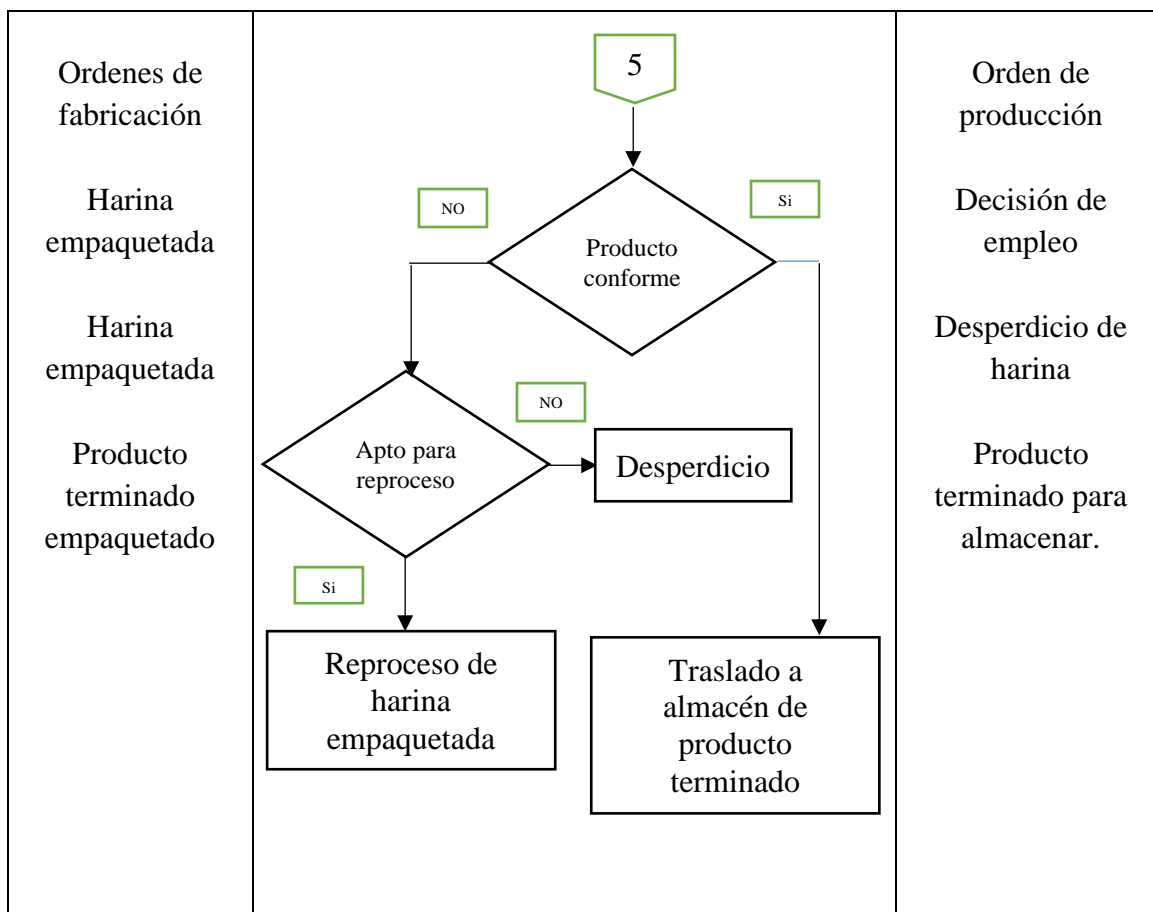 Ordenes de
fabricación
Harina
empaquetada
Harina
empaquetada
Producto
terminado
empaquetado
5
NO
Si
Producto
conforme
NO
Apto para
reproceso
Desperdicio
Si
Reproceso de
harina
empaquetada
Traslado a
almacén de
producto
terminado
Orden de
producción
Decisión de
empleo
Desperdicio de
harina
Producto
terminado para
almacenar.